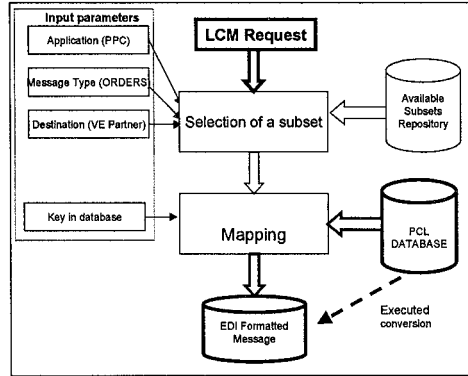 Input parameters
Application (PPC)
Message Type (ORDERS
Destination (VE Partner)
Key in database
LCM Request
Selection of a subset
Available
Subsets
Repository
Mapping
PCL
DATABASE
EDI Formatted
Message
Executed
conversion